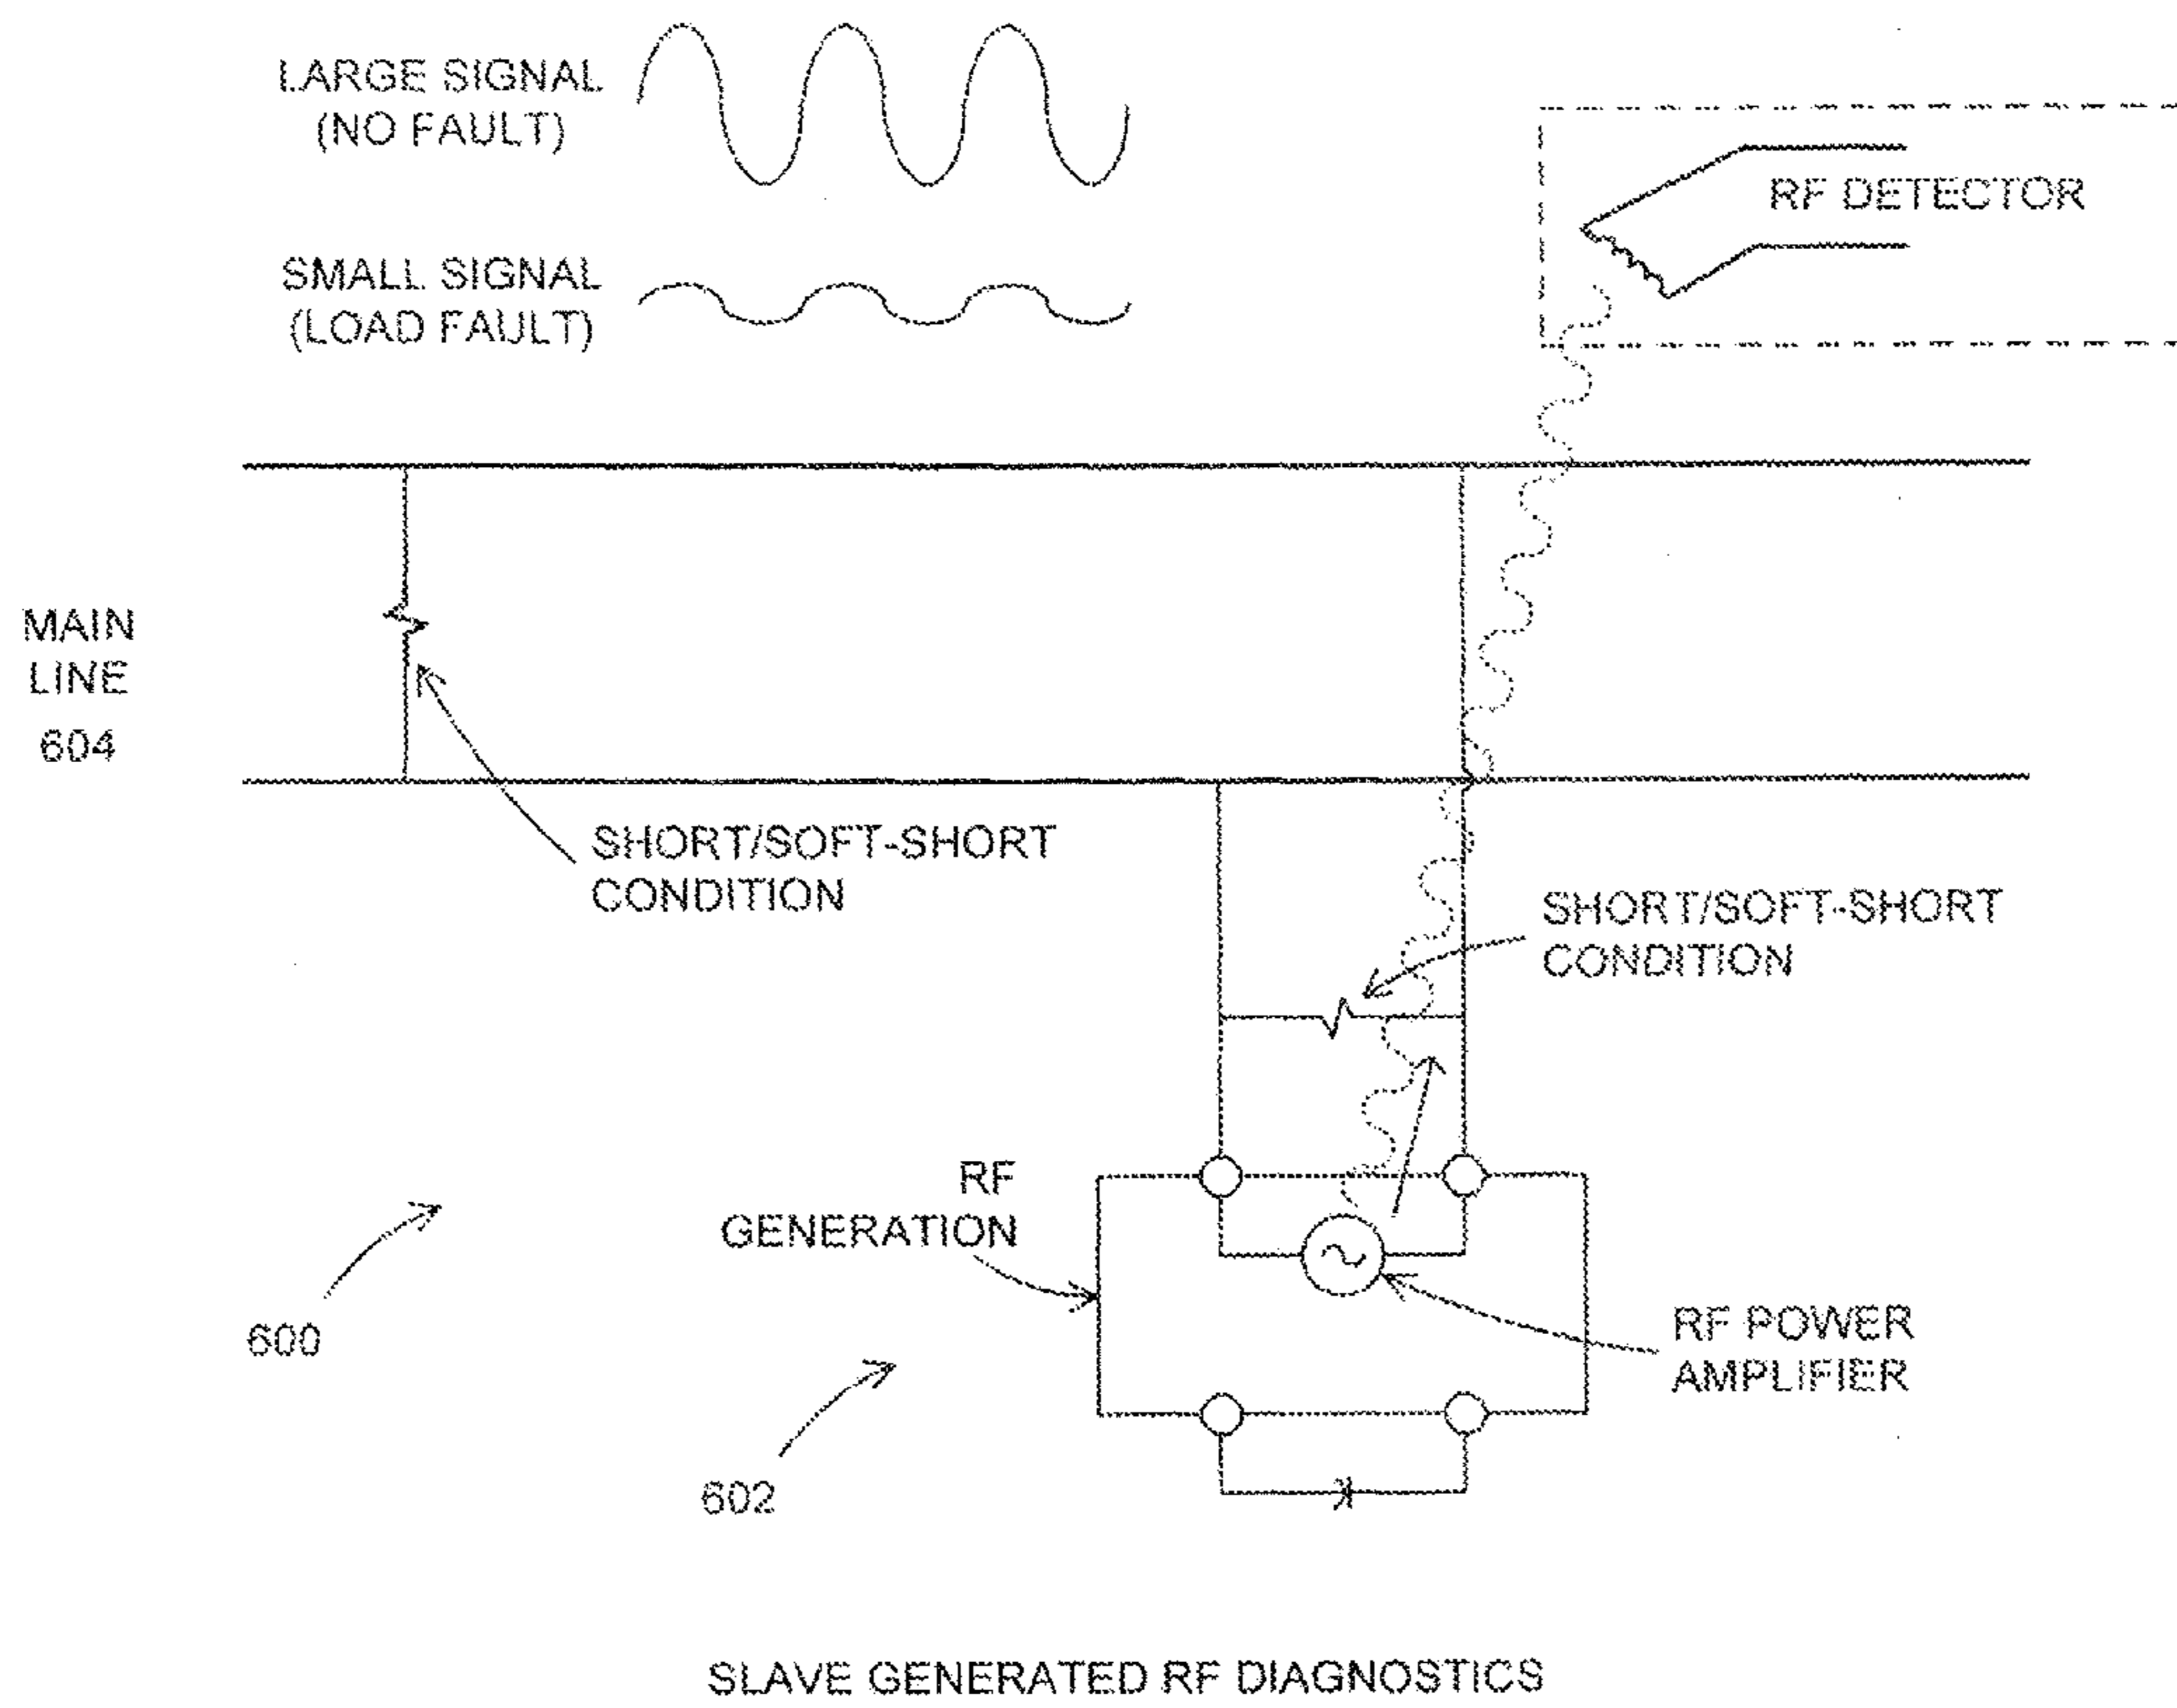 LARGE SIGNAL
(NO FAULT)
RF DETECTOR
SMALL SIGNAL
(LOAD FAULT)
MAIN
LINE
604
SHORT/SOFT-SHORT
CONDITION
SHORT/SOFT-SHORT
CONDITION
RF
GENERATION
600
RF POWER
AMPLIFIER
602
SLAVE GENERATED RF DIAGNOSTICS